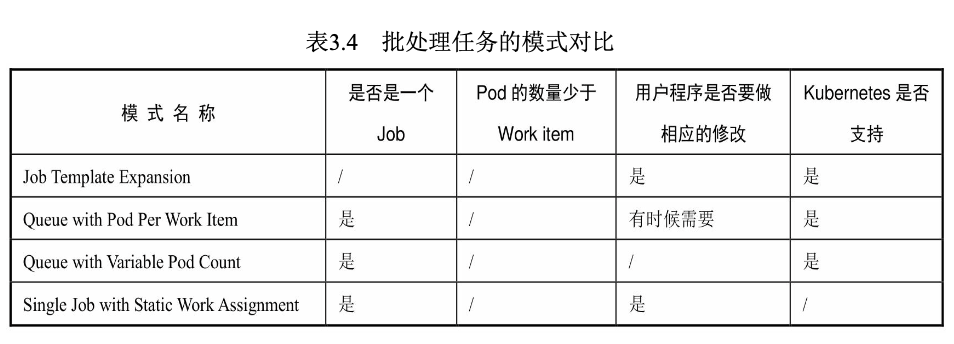 表3.4 批处理任务的模式对比
模式名称 是否是一个 Job Pod 的数量少于 Work item 用户程序是否要做 相应的修改 Kubernetes 是否 支持
Job Template Expansion / / 是 是
Queue with Pod Per Work Item 是 / 有时候需要 是
Queue with Variable Pod Count 是 / / 是
Single Job with Static Work Assignment 是 / 是 /